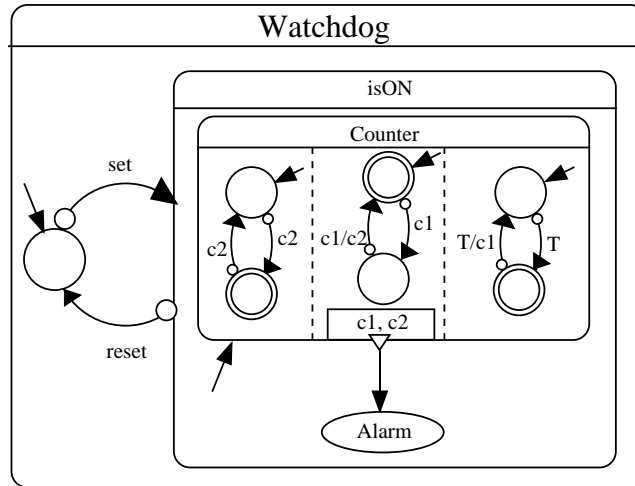 Watchdog
isON
Counter
set
c2
c2
c1/c2
c1
T/c1
T
c1, c2
reset
Alarm